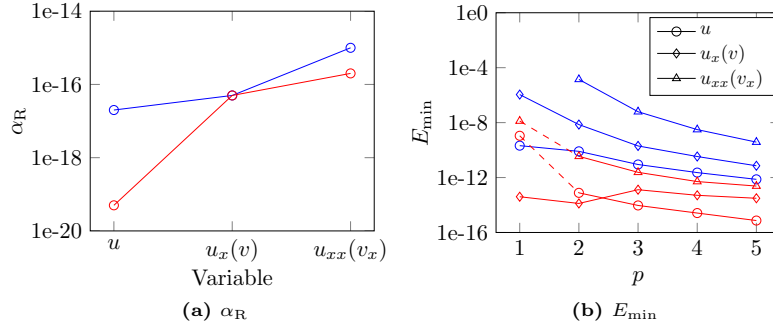 1e-14
1e-16
1e-18
1e-20
α_R
u
u_x(v)
u_xx(v_x)
Variable
(a) α_R
1e0
1e-4
1e-8
1e-12
1e-16
E_min
1 2 3 4 5
p
u
u_x(v)
u_xx(v_x)
(b) E_min